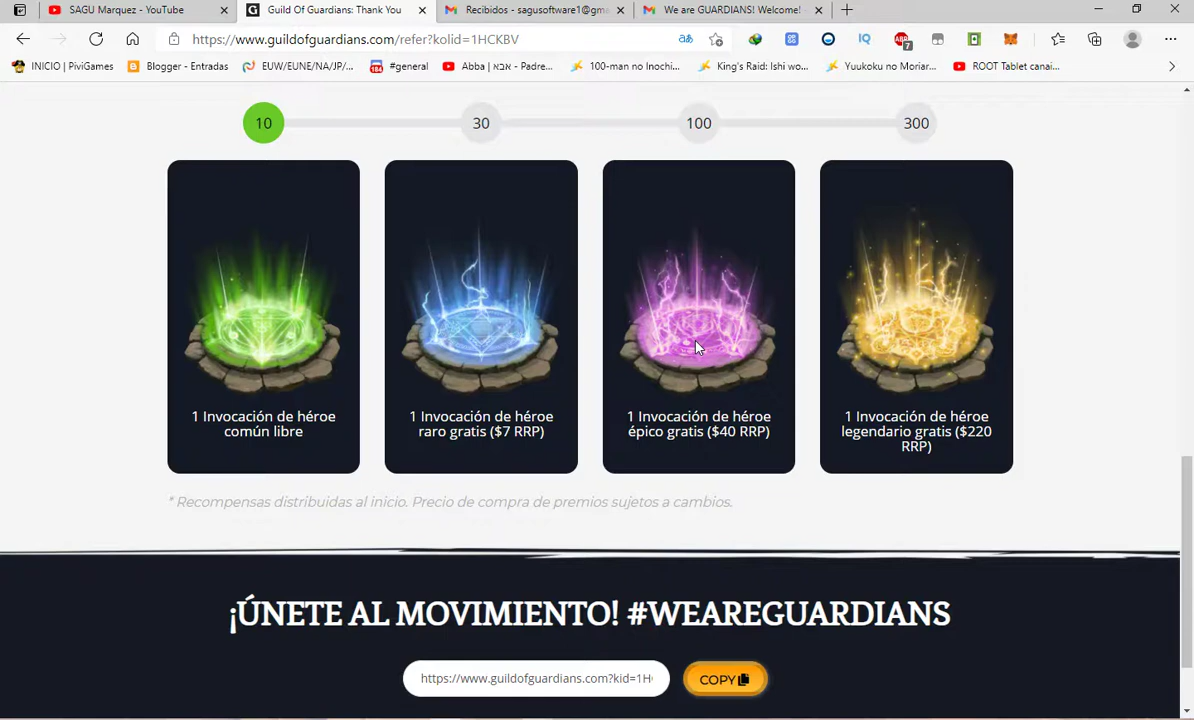 SAGU Marquez - YouTube
Guild Of Guardians: Thank You
Recibidos - sagusoftware1@gm
We are GUARDIANS! Welcome! -
https://www.guildofguardians.com/refer?kolid=1HCKBV
INICIO | PiviGames
Blogger - Entradas
EUW/EUNE/NA/JP/...
184
#general
Abba | אבא - Padre...
100-man no Inochi...
King's Raid: Ishi wo...
Yuukoku no Moriar...
ROOT Tablet canai...
IQ
ABP
7
10
30
100
300
1 Invocación de héroe
común libre
1 Invocación de héroe
raro gratis ($7 RRP)
1 Invocación de héroe
épico gratis ($40 RRP)
1 Invocación de héroe
legendario gratis ($220
RRP)
* Recompensas distribuidas al inicio. Precio de compra de premios sujetos a cambios.
¡ÚNETE AL MOVIMIENTO! #WEAREGUARDIANS
https://www.guildofguardians.com?kid=1H
COPY